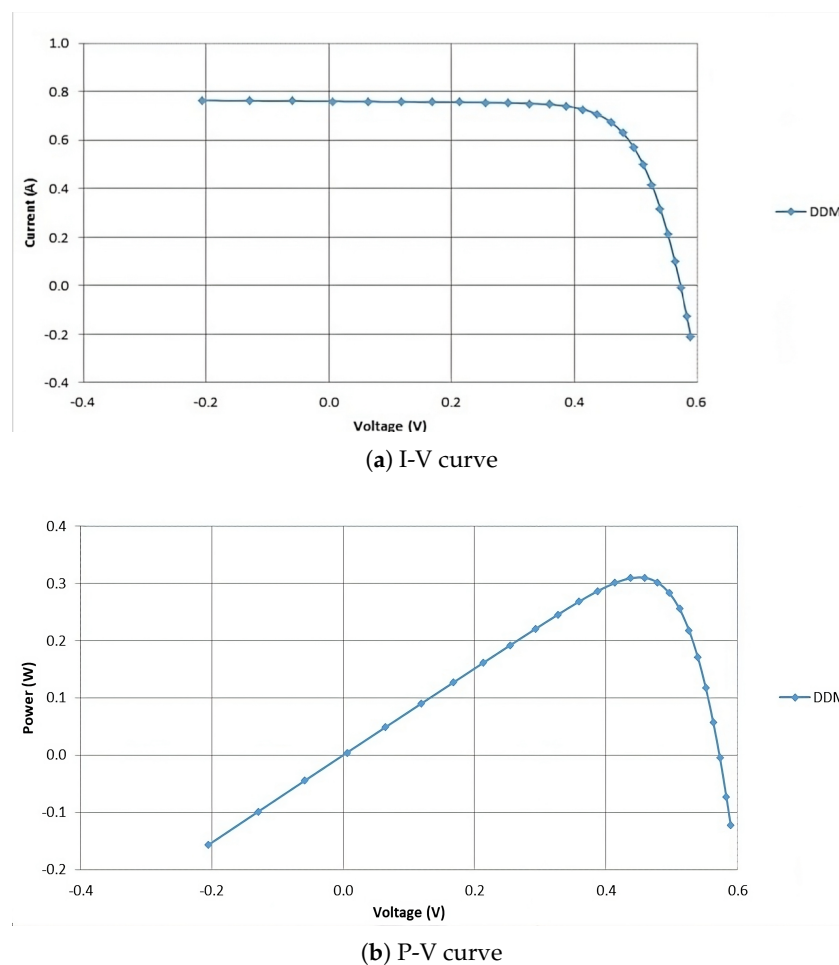 1.0
0.8
0.6
0.4
0.2
0.0
-0.2
-0.4
Current (A)
-0.4 -0.2 0.0 0.2 0.4 0.6
Voltage (V)
DDM
(a) I-V curve
0.4
0.3
0.2
0.1
0.0
-0.1
-0.2
Power (W)
-0.4 -0.2 0.0 0.2 0.4 0.6
Voltage (V)
DDM
(b) P-V curve